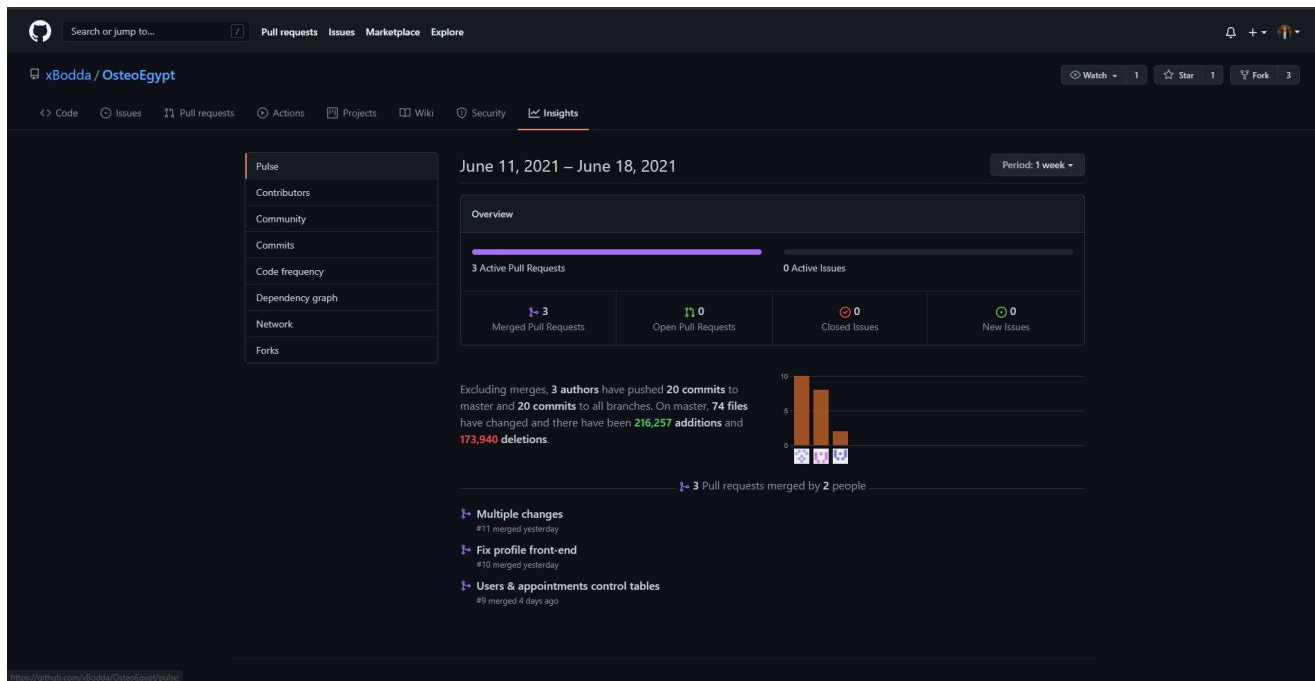 Search or jump to... /
Pull requests Issues Marketplace Explore
xBodda / OsteoEgypt
Watch 1 Star 1 Fork 3
Code Issues Pull requests Actions Projects Wiki Security Insights
Pulse
Contributors
Community
Commits
Code frequency
Dependency graph
Network
Forks
June 11, 2021 – June 18, 2021
Period: 1 week
Overview
3 Active Pull Requests
0 Active Issues
3
Merged Pull Requests
0
Open Pull Requests
0
Closed Issues
0
New Issues
Excluding merges, 3 authors have pushed 20 commits to
master and 20 commits to all branches. On master, 74 files
have changed and there have been 216,257 additions and
173,940 deletions.
10
5
0
3 Pull requests merged by 2 people
Multiple changes
#11 merged yesterday
Fix profile front-end
#10 merged yesterday
Users & appointments control tables
#9 merged 4 days ago
https://github.com/xBodda/OsteoEgypt/pulse